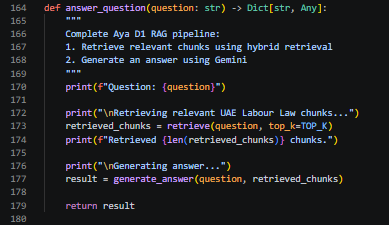 164 def answer_question(question: str) -> Dict[str, Any]:
165     """
166     Complete Aya D1 RAG pipeline:
167     1. Retrieve relevant chunks using hybrid retrieval
168     2. Generate an answer using Gemini
169     """
170     print(f"Question: {question}")
171
172     print("\nRetrieving relevant UAE Labour Law chunks...")
173     retrieved_chunks = retrieve(question, top_k=TOP_K)
174     print(f"Retrieved {len(retrieved_chunks)} chunks.")
175
176     print("\nGenerating answer...")
177     result = generate_answer(question, retrieved_chunks)
178
179     return result
180